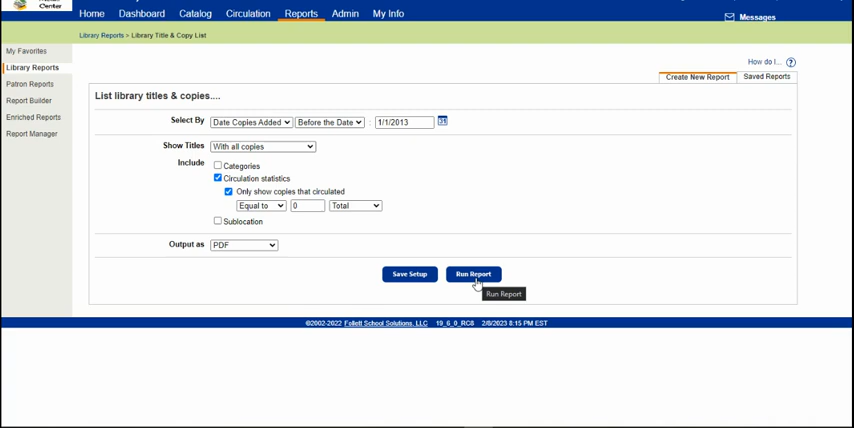 Center
Home Dashboard Catalog Circulation Reports Admin My Info
Messages
Library Reports > Library Title & Copy List
My Favorites
Library Reports
Patron Reports
Report Builder
Enriched Reports
Report Manager
How do I... ?
Create New Report Saved Reports
List library titles & copies....
Select By Date Copies Added Before the Date : 1/1/2013 31
Show Titles With all copies
Include Categories
Circulation statistics
Only show copies that circulated
Equal to 0 Total
Sublocation
Output as PDF
Save Setup Run Report
Run Report
©2002-2022 Follett School Solutions, LLC 19_6_0_RC8 2/8/2023 8:15 PM EST